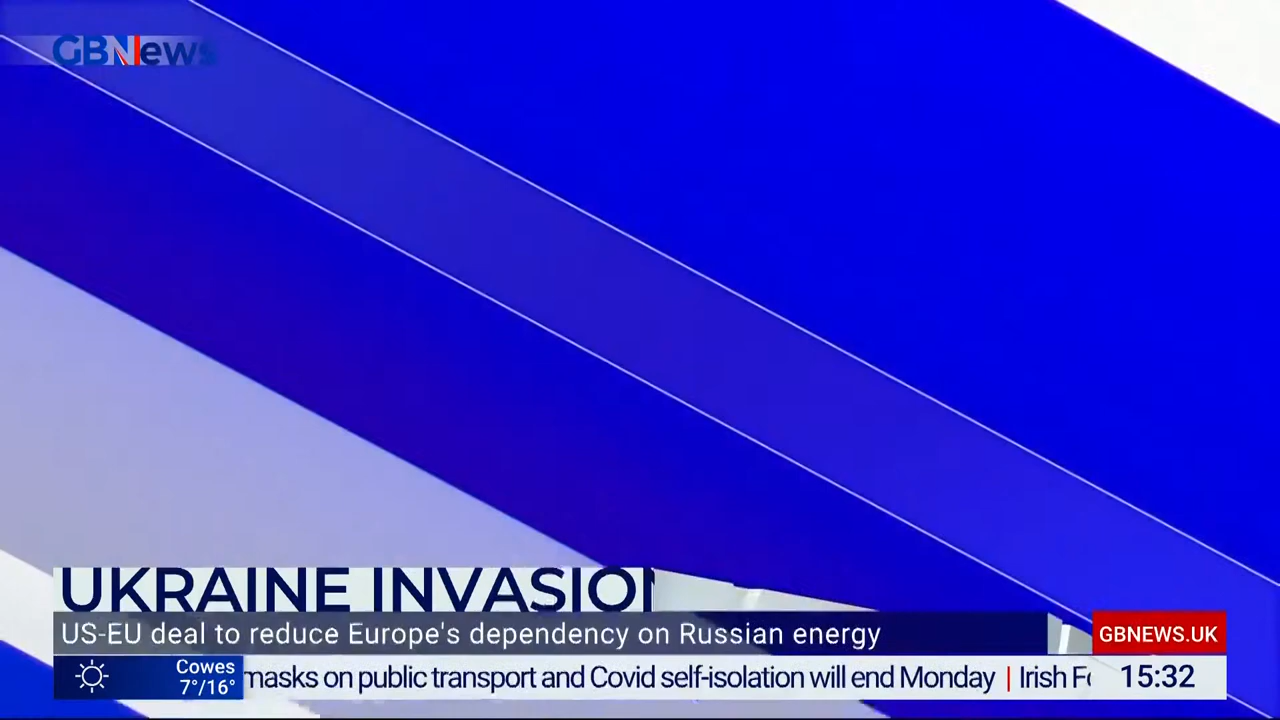 GBNews
UKRAINE INVASION
US-EU deal to reduce Europe's dependency on Russian energy
GBNEWS.UK
Cowes
7°/16°
masks on public transport and Covid self-isolation will end Monday | Irish
15:32